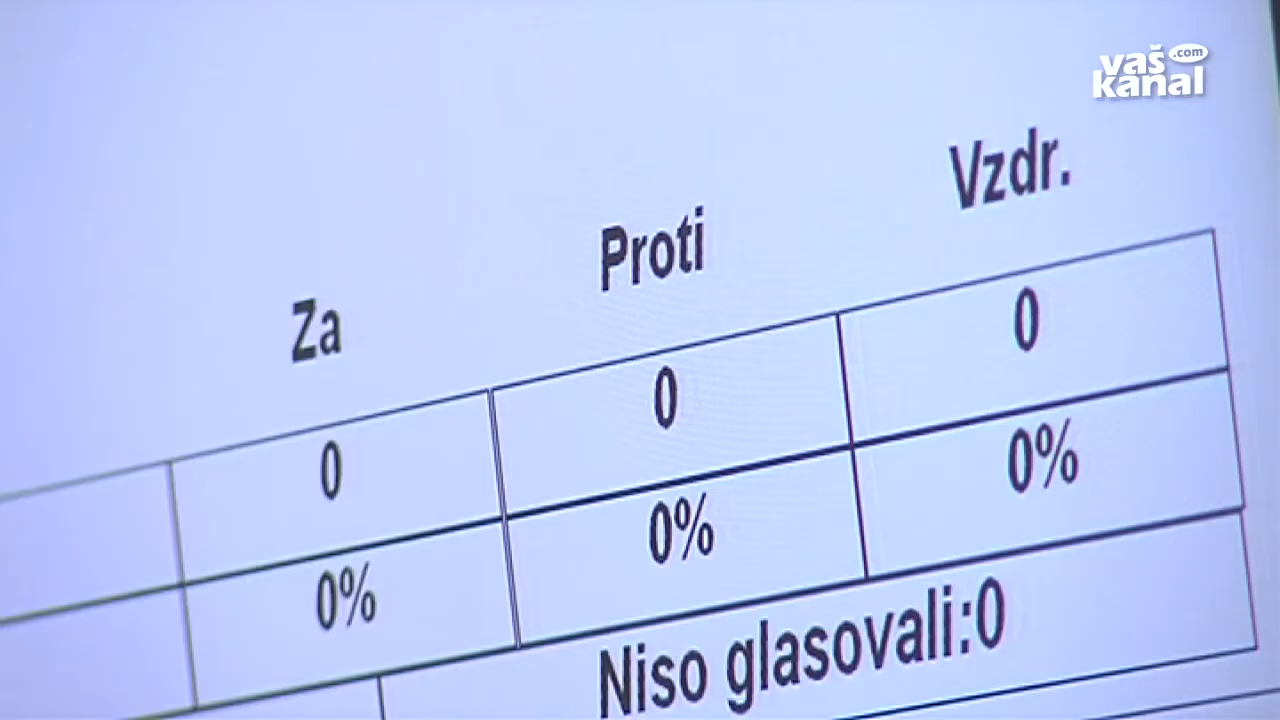 vaš .com
kanal
Za Proti Vzdr.
0 0 0
0% 0% 0%
Niso glasovali:0